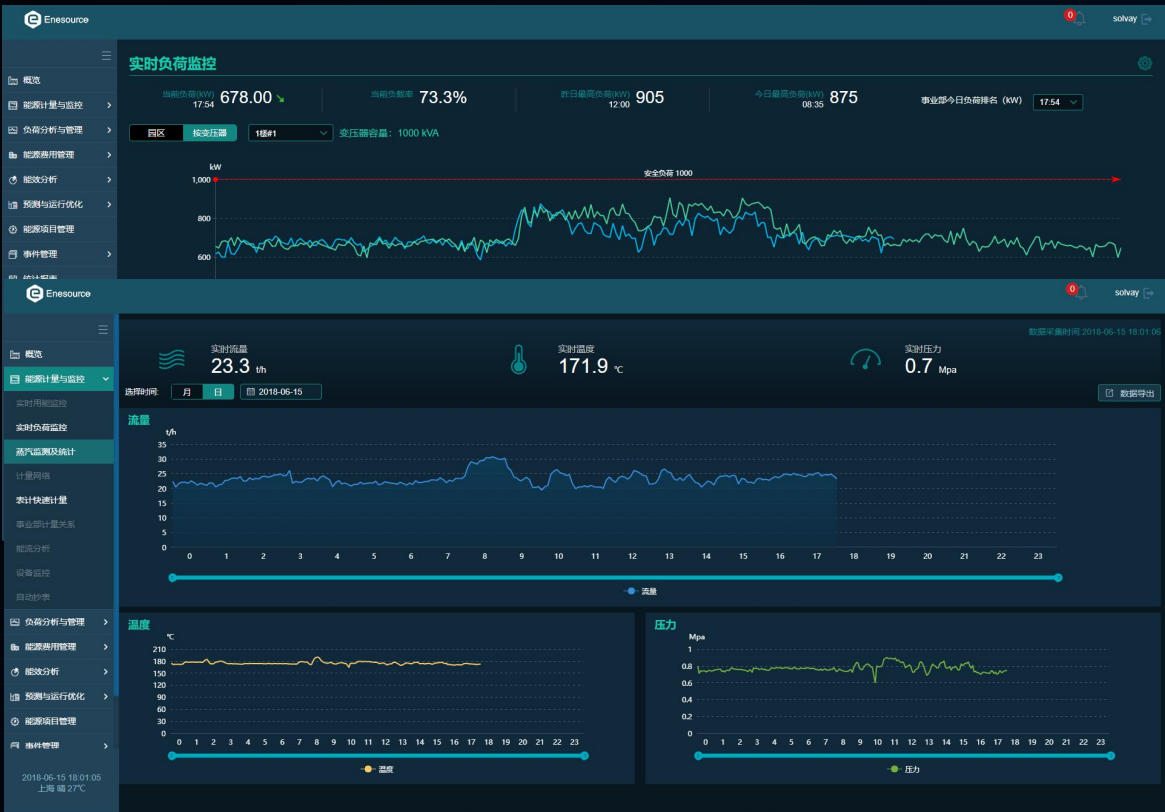 Enesource
0
solvay
概览
能源计量与监控
负荷分析与管理
能源费用管理
能效分析
预测与运行优化
能源项目管理
事件管理
统计报表
实时负荷监控
当前负荷(kW) 17:54 678.00
当前负载率 73.3%
昨日最高负荷(kW) 12:00 905
今日最高负荷(kW) 08:35 875
事业部今日负荷排名 (kW) 17:54
园区 按变压器 1楼#1 变压器容量: 1000 kVA
kW
安全负荷 1000
1,000
800
600
Enesource
0
solvay
概览
能源计量与监控
实时用能监控
实时负荷监控
蒸汽监测及统计
计量网络
表计快速计量
事业部计量关系
能流分析
设备监控
自动抄表
负荷分析与管理
能源费用管理
能效分析
预测与运行优化
能源项目管理
事件管理
2018-06-15 18:01:05
上海 晴 27℃
数据采集时间 2018-06-15 18:01:06
实时流量
23.3 t/h
实时温度
171.9 ℃
实时压力
0.7 Mpa
选择时间: 月 日 2018-06-15
数据导出
流量
t/h
35
30
25
20
15
10
5
0
0 1 2 3 4 5 6 7 8 9 10 11 12 13 14 15 16 17 18 19 20 21 22 23
流量
温度
℃
210
180
150
120
90
60
30
0
0 1 2 3 4 5 6 7 8 9 10 11 12 13 14 15 16 17 18 19 20 21 22 23
温度
压力
Mpa
1
0.8
0.6
0.4
0.2
0
0 1 2 3 4 5 6 7 8 9 10 11 12 13 14 15 16 17 18 19 20 21 22 23
压力